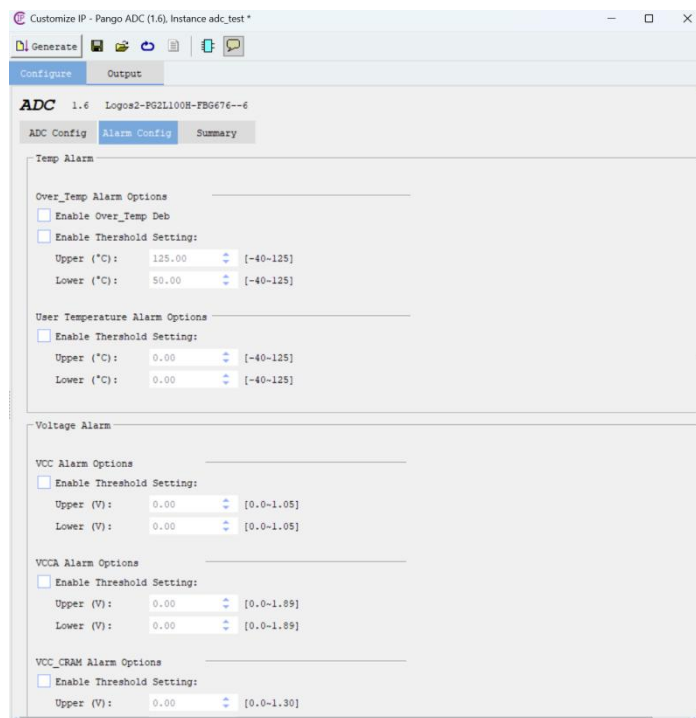 Customize IP - Pango ADC (1.6), Instance adc_test *
Generate
Configure Output
ADC 1.6 Logos2-PG2L100H-FBG676--6
ADC Config Alarm Config Summary
Temp Alarm
Over_Temp Alarm Options
Enable Over_Temp Deb
Enable Thershold Setting:
Upper (°C): 125.00 [-40~125]
Lower (°C): 50.00 [-40~125]
User Temperature Alarm Options
Enable Thershold Setting:
Upper (°C): 0.00 [-40~125]
Lower (°C): 0.00 [-40~125]
Voltage Alarm
VCC Alarm Options
Enable Threshold Setting:
Upper (V): 0.00 [0.0~1.05]
Lower (V): 0.00 [0.0~1.05]
VCCA Alarm Options
Enable Threshold Setting:
Upper (V): 0.00 [0.0~1.89]
Lower (V): 0.00 [0.0~1.89]
VCC_CRAM Alarm Options
Enable Threshold Setting:
Upper (V): 0.00 [0.0~1.30]